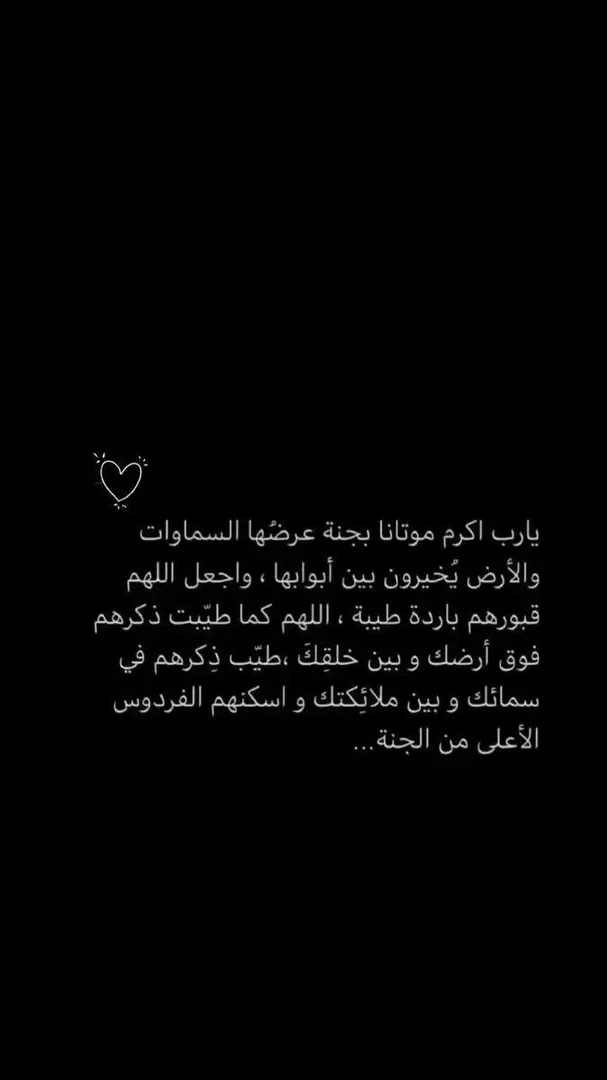 يارب اكرم موتانا بجنة عرضُها السماوات
والأرض يُخيرون بين أبوابها ، واجعل اللهم
قبورهم باردة طيبة ، اللهم كما طيّبت ذكرهم
فوق أرضك و بين خلقِكَ ،طيّب ذِكرهم في
سمائك و بين ملائِكتك و اسكنهم الفردوس
الأعلى من الجنة...